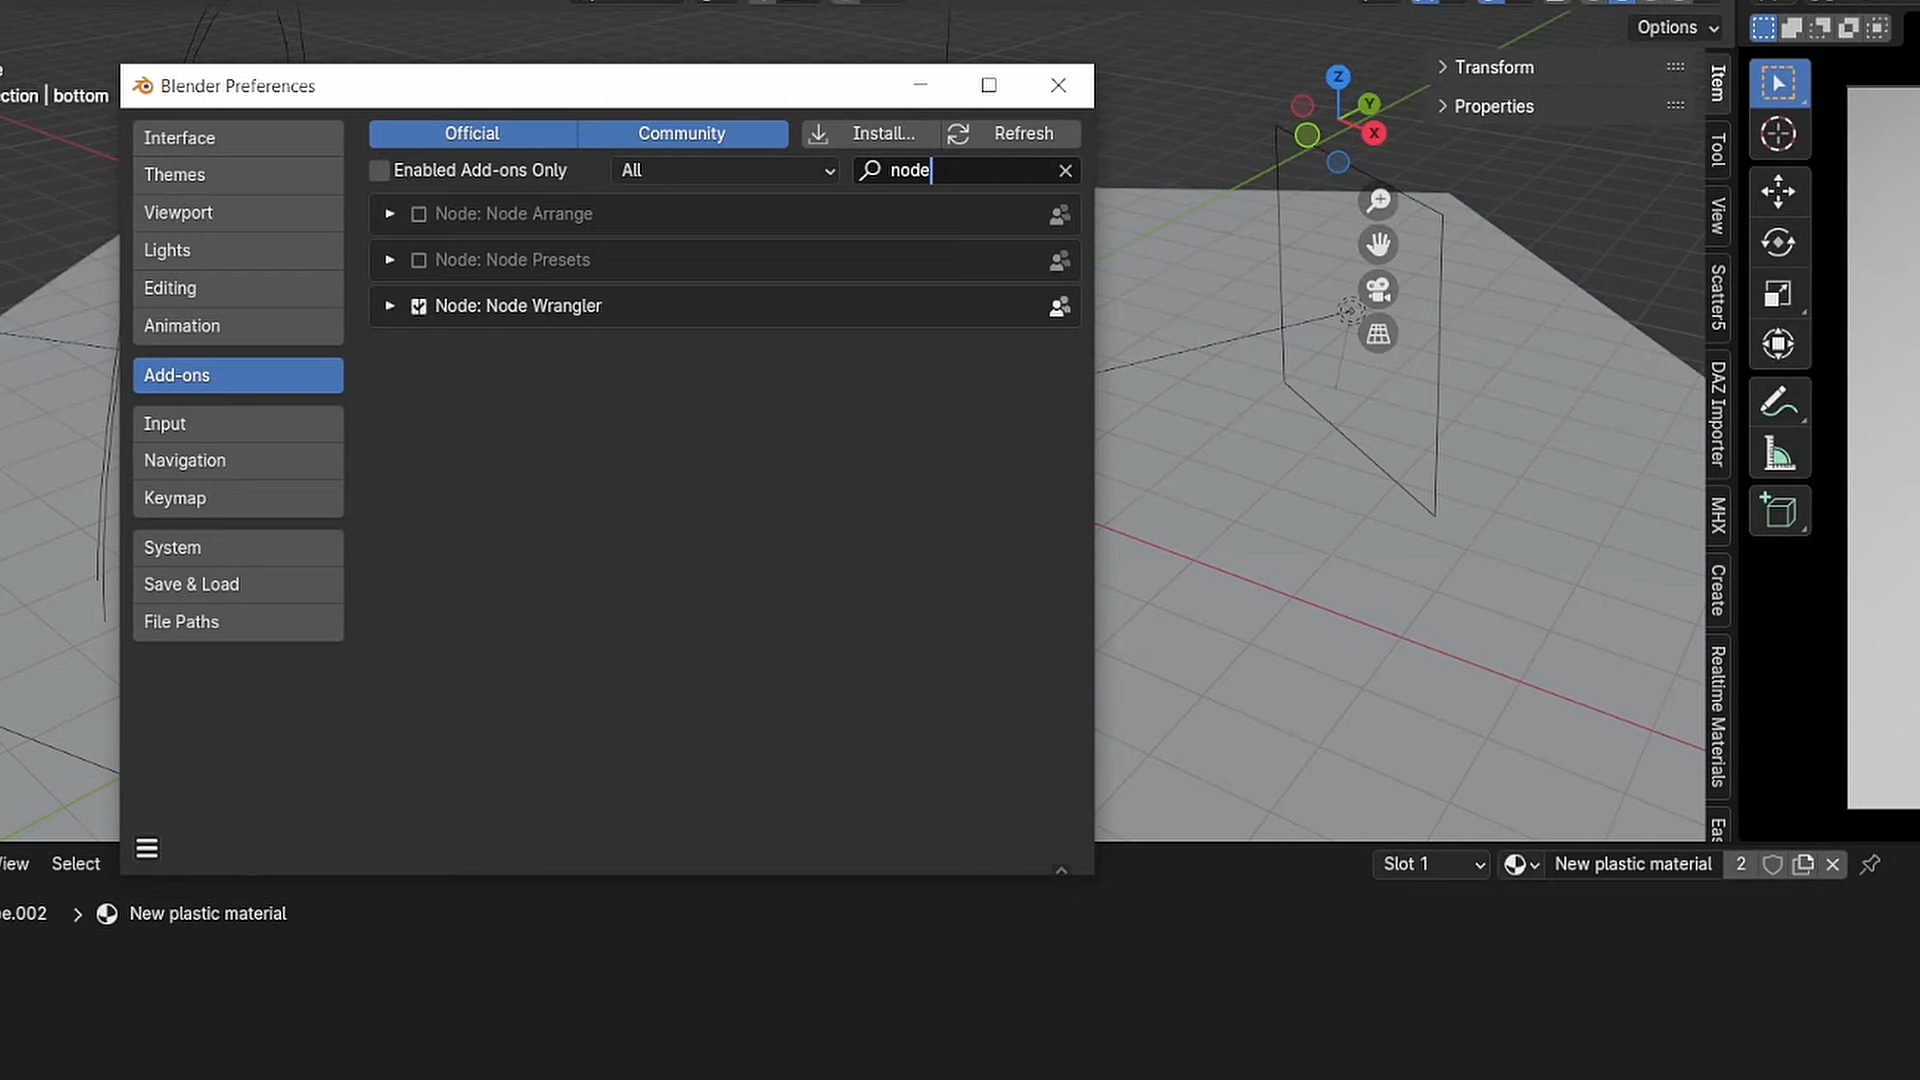 Options
ction | bottom
Blender Preferences
Interface
Themes
Viewport
Lights
Editing
Animation
Add-ons
Input
Navigation
Keymap
System
Save & Load
File Paths
Official
Community
Install...
Refresh
Enabled Add-ons Only
All
node
Node: Node Arrange
Node: Node Presets
Node: Node Wrangler
Z
Y
X
Transform
Properties
Item
Tool
View
Scatter5
DAZ Importer
MHX
Create
Realtime Materials
Eas
iew
Select
Slot 1
New plastic material
2
e.002
New plastic material